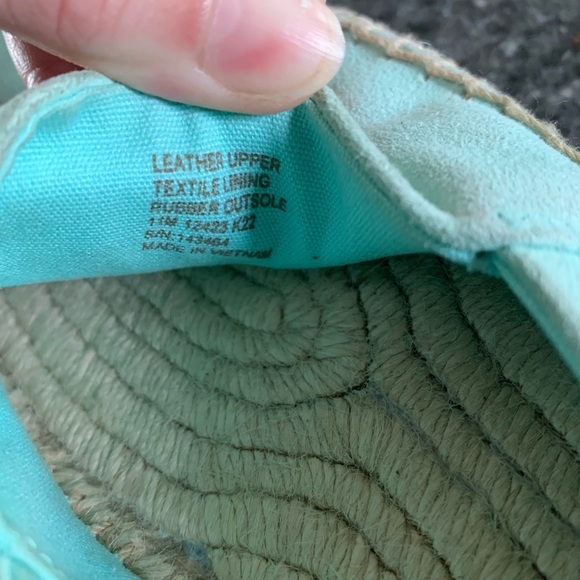 LEATHER UPPER
TEXTILE LINING
RUBBER OUTSOLE
11M 12423 K22
S/N:143464
MADE IN VIETNAM